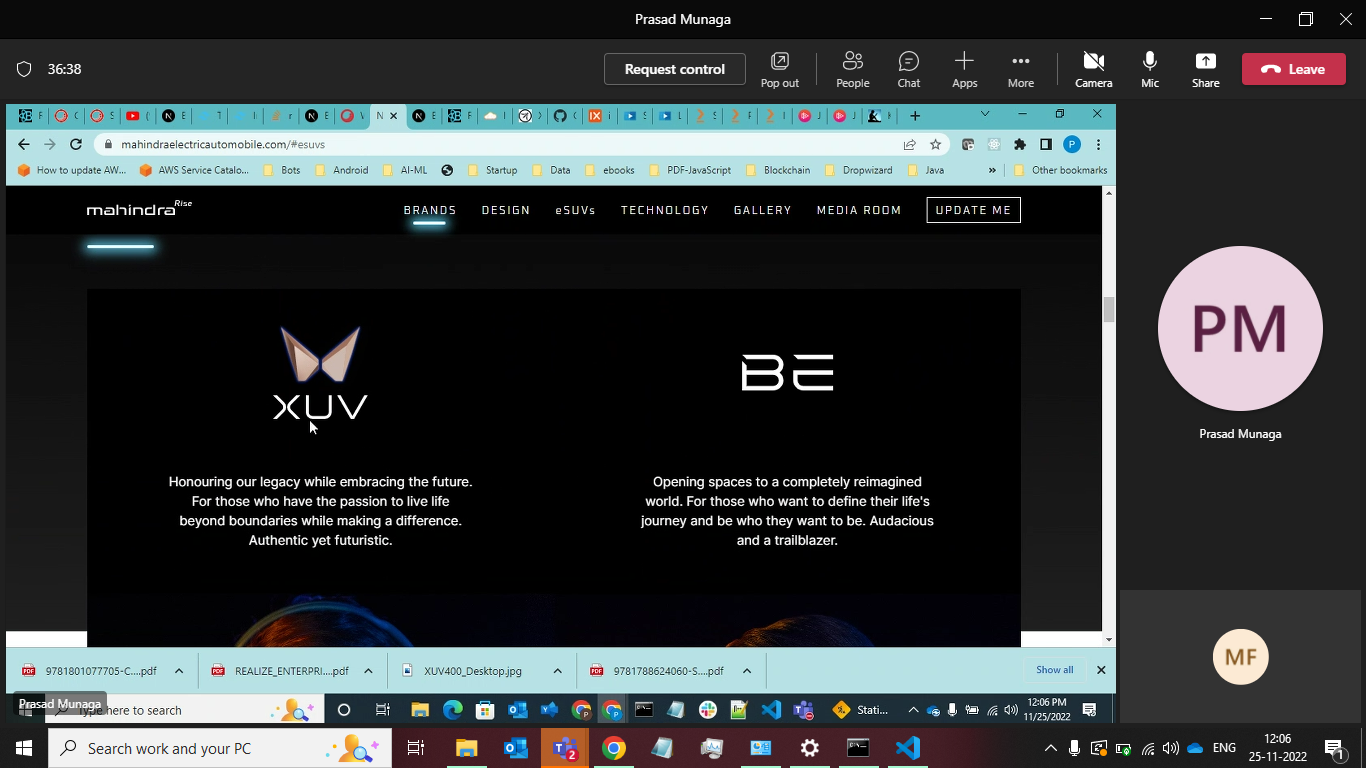 Prasad Munaga
36:38
Request control
Pop out
People
Chat
Apps
More
Camera
Mic
Share
Leave
mahindraelectricautomobile.com/#esuvs
P
How to update AW...
AWS Service Catalo...
Bots
Android
AI-ML
Startup
Data
ebooks
PDF-JavaScript
Blockchain
Dropwizard
Java
»
Other bookmarks
mahindra Rise
BRANDS
DESIGN
eSUVs
TECHNOLOGY
GALLERY
MEDIA ROOM
UPDATE ME
XUV
BE
Honouring our legacy while embracing the future.
For those who have the passion to live life
beyond boundaries while making a difference.
Authentic yet futuristic.
Opening spaces to a completely reimagined
world. For those who want to define their life's
journey and be who they want to be. Audacious
and a trailblazer.
PM
Prasad Munaga
MF
9781801077705-C....pdf
REALIZE_ENTERPRI....pdf
XUV400_Desktop.jpg
9781788624060-S....pdf
Show all
Prasad Munaga
Type here to search
Stati...
12:06 PM
11/25/2022
Search work and your PC
2
ENG
12:06
25-11-2022
1